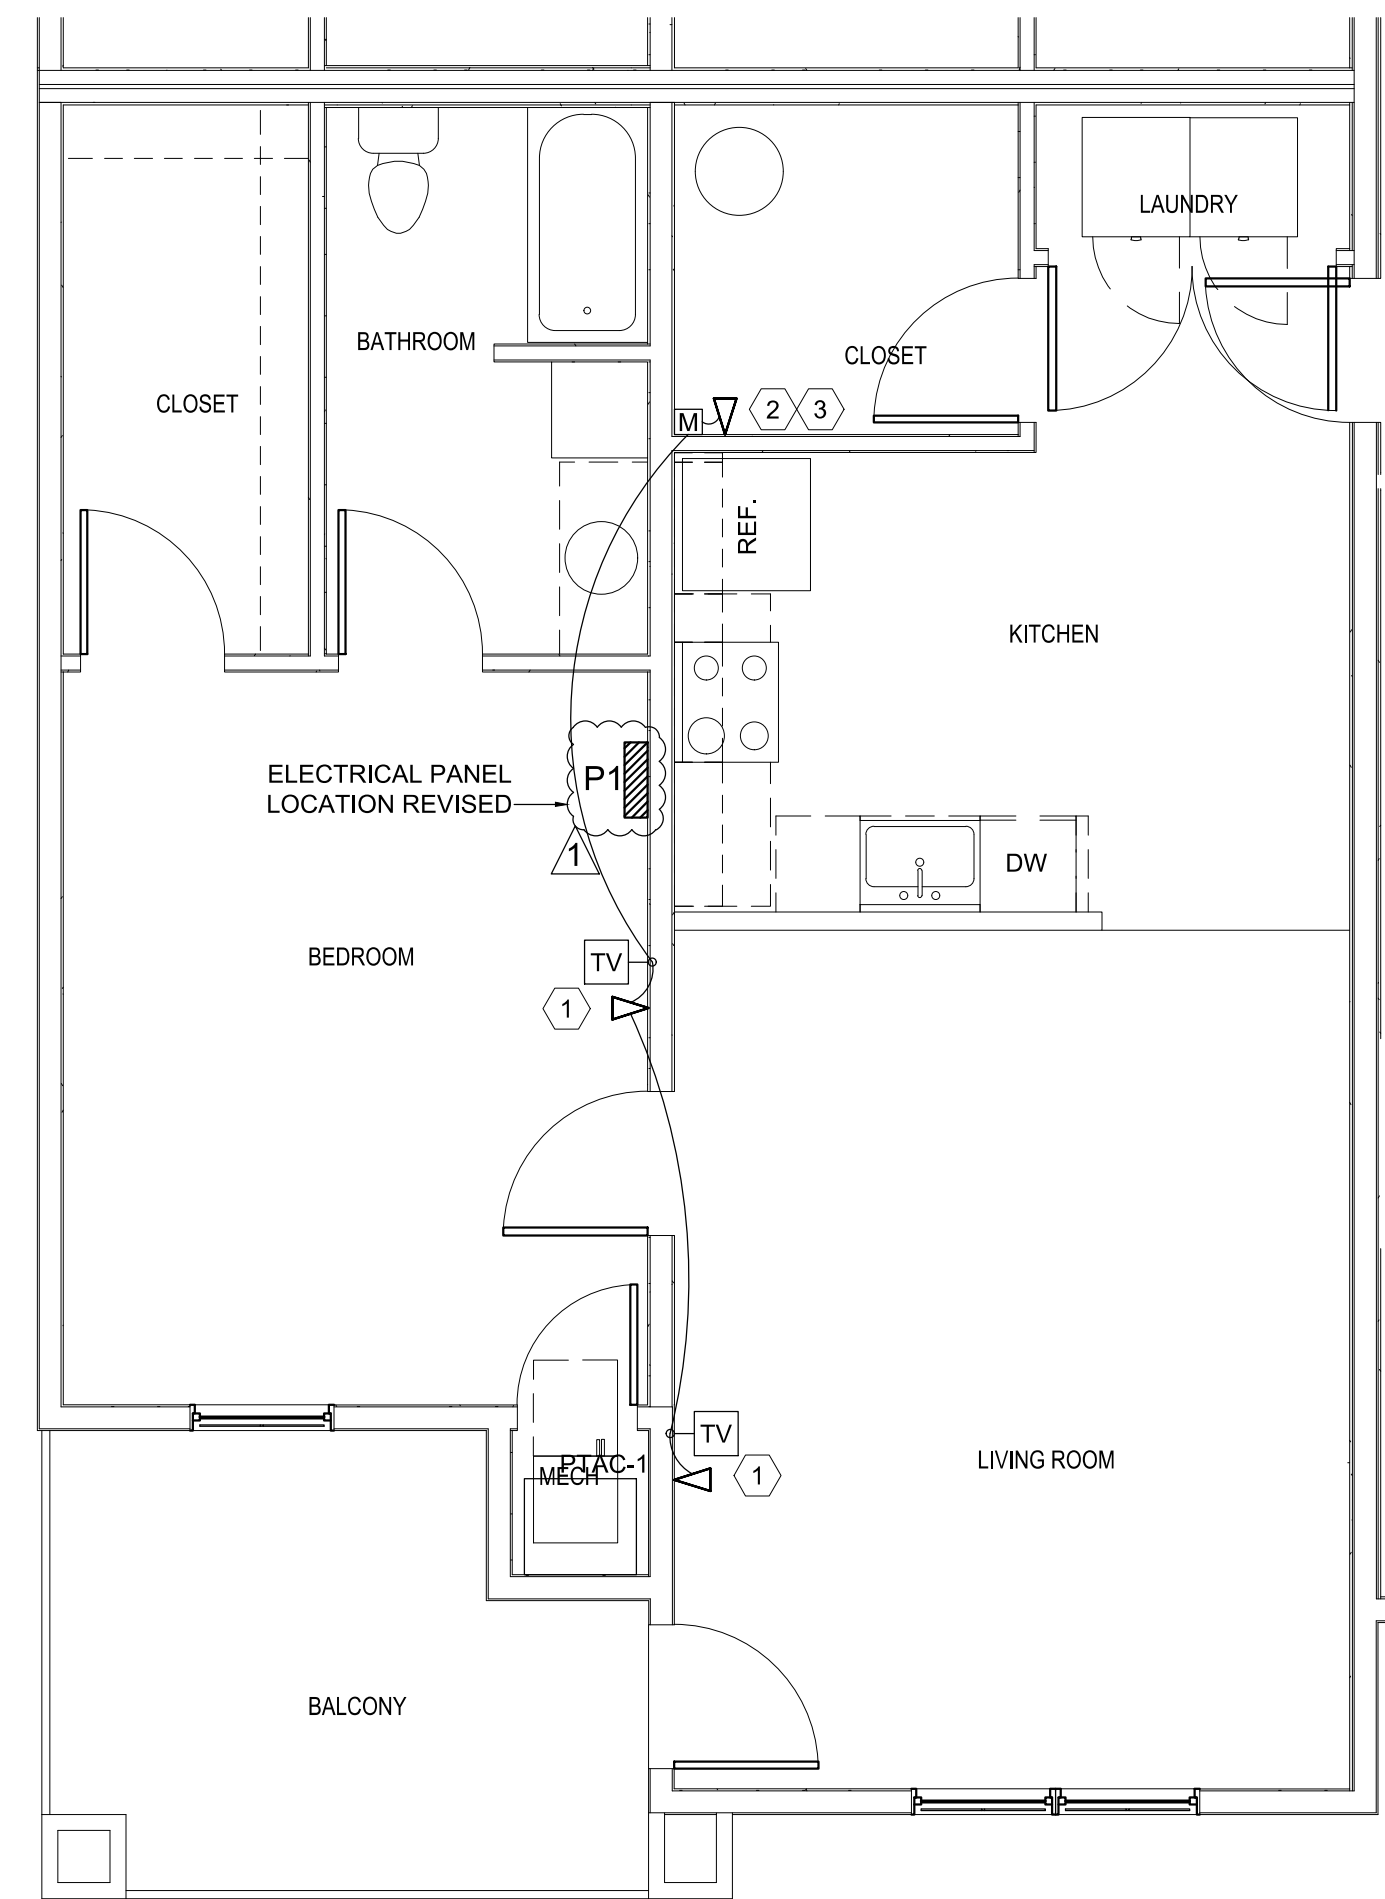 LAUNDRY
BATHROOM
CLOSET
CLOSET
M
2
3
REF.
KITCHEN
ELECTRICAL PANEL
LOCATION REVISED
P1
1
DW
BEDROOM
TV
1
TV
1
PTAC-1
MECH
LIVING ROOM
BALCONY